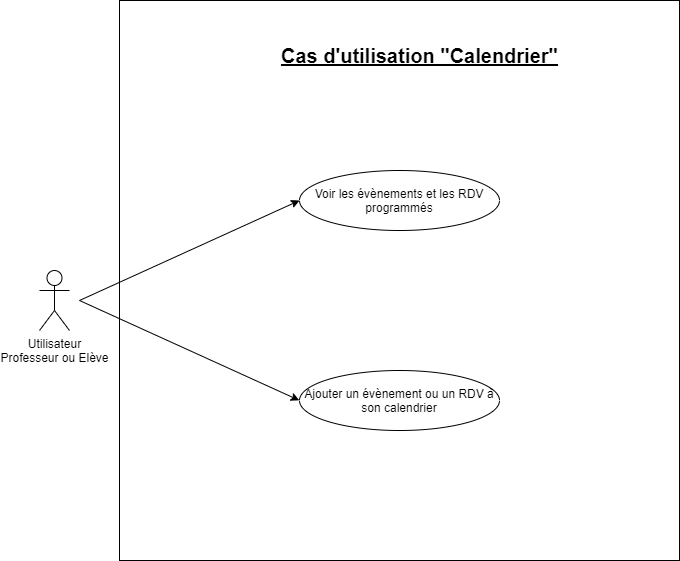 Cas d'utilisation "Calendrier"
Voir les évènements et les RDV
programmés
Utilisateur
Professeur ou Elève
Ajouter un évènement ou un RDV à
son calendrier